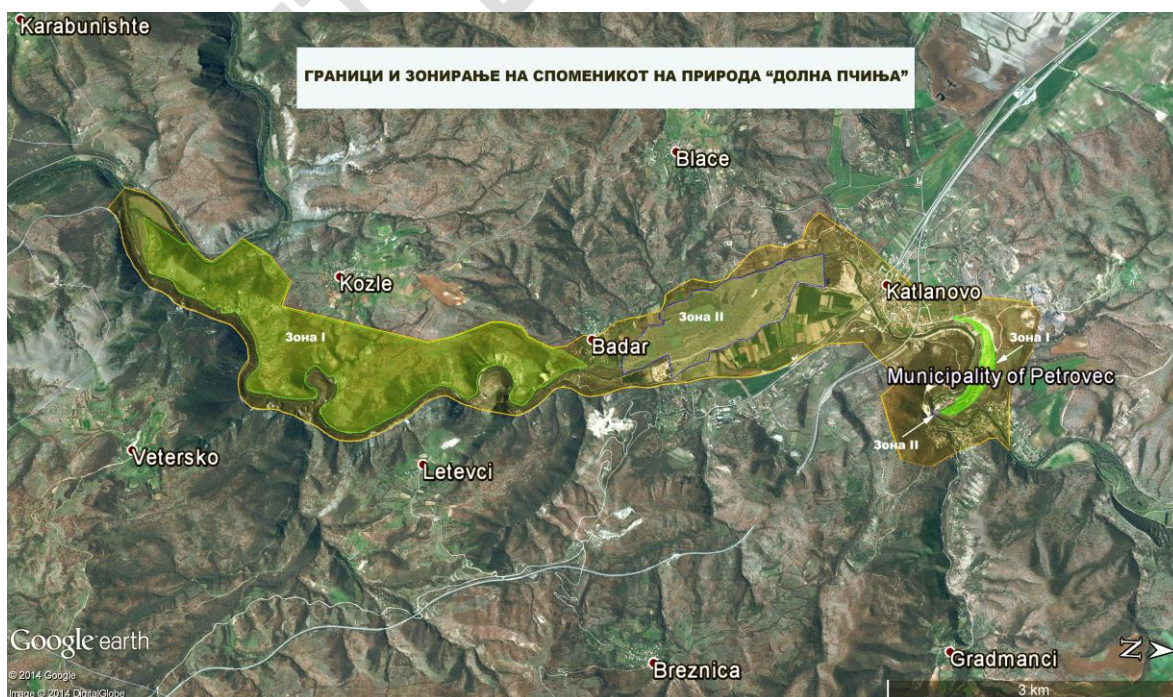 Karabunishte
ГРАНИЦИ И ЗОНИРАЊЕ НА СПОМЕНИКОТ НА ПРИРОДА “ДОЛНА ПЧИЊА”
Blace
Kozle
Katlanovo
Зона I
Зона II
Badar
Зона I
Municipality of Petrovec
Зона II
Vetersko
Letevci
Google earth
Breznica
Gradmanci
N
© 2014 Google
Image © 2014 DigitalGlobe
3 km